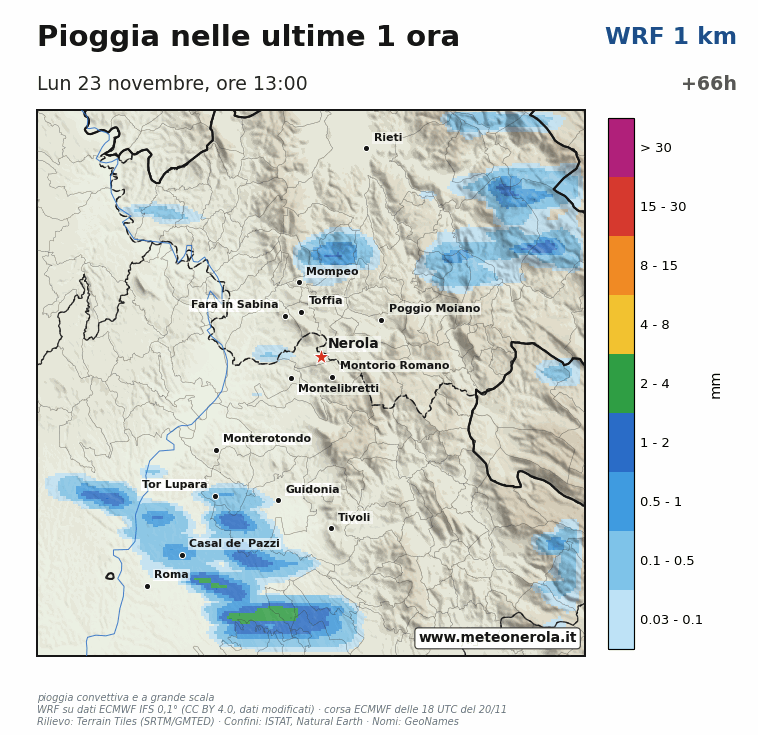 Pioggia nelle ultime 1 ora
WRF 1 km
Lun 23 novembre, ore 13:00
+66h
Rieti
Mompeo
Fara in Sabina
Toffia
Poggio Moiano
Nerola
Montorio Romano
Montelibretti
Monterotondo
Tor Lupara
Guidonia
Tivoli
Casal de' Pazzi
Roma
www.meteonerola.it
> 30
15 - 30
8 - 15
4 - 8
2 - 4
1 - 2
0.5 - 1
0.1 - 0.5
0.03 - 0.1
mm
pioggia convettiva e a grande scala
WRF su dati ECMWF IFS 0,1° (CC BY 4.0, dati modificati) · corsa ECMWF delle 18 UTC del 20/11
Rilievo: Terrain Tiles (SRTM/GMTED) · Confini: ISTAT, Natural Earth · Nomi: GeoNames